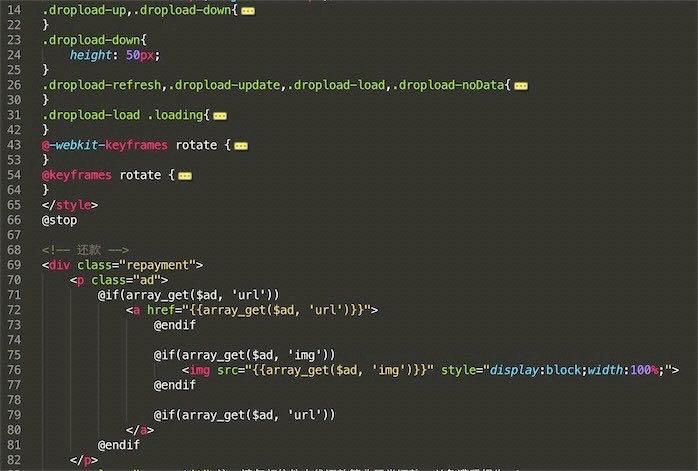 14 .dropload-up,.dropload-down{
22 }
23 .dropload-down{
24 height: 50px;
25 }
26 .dropload-refresh,.dropload-update,.dropload-load,.dropload-noData{
30 }
31 .dropload-load .loading{
42 }
43 @-webkit-keyframes rotate {
53 }
54 @keyframes rotate {
64 }
65 </style>
66 @stop
67
68 <!-- 还款 -->
69 <div class="repayment">
70 <p class="ad">
71 @if(array_get($ad, 'url'))
72 <a href="{{array_get($ad, 'url')}}">
73 @endif
74
75 @if(array_get($ad, 'img'))
76 <img src="{{array_get($ad, 'img')}}" style="display:block;width:100%;">
77 @endif
78
79 @if(array_get($ad, 'url'))
80 </a>
81 @endif
82 </p>